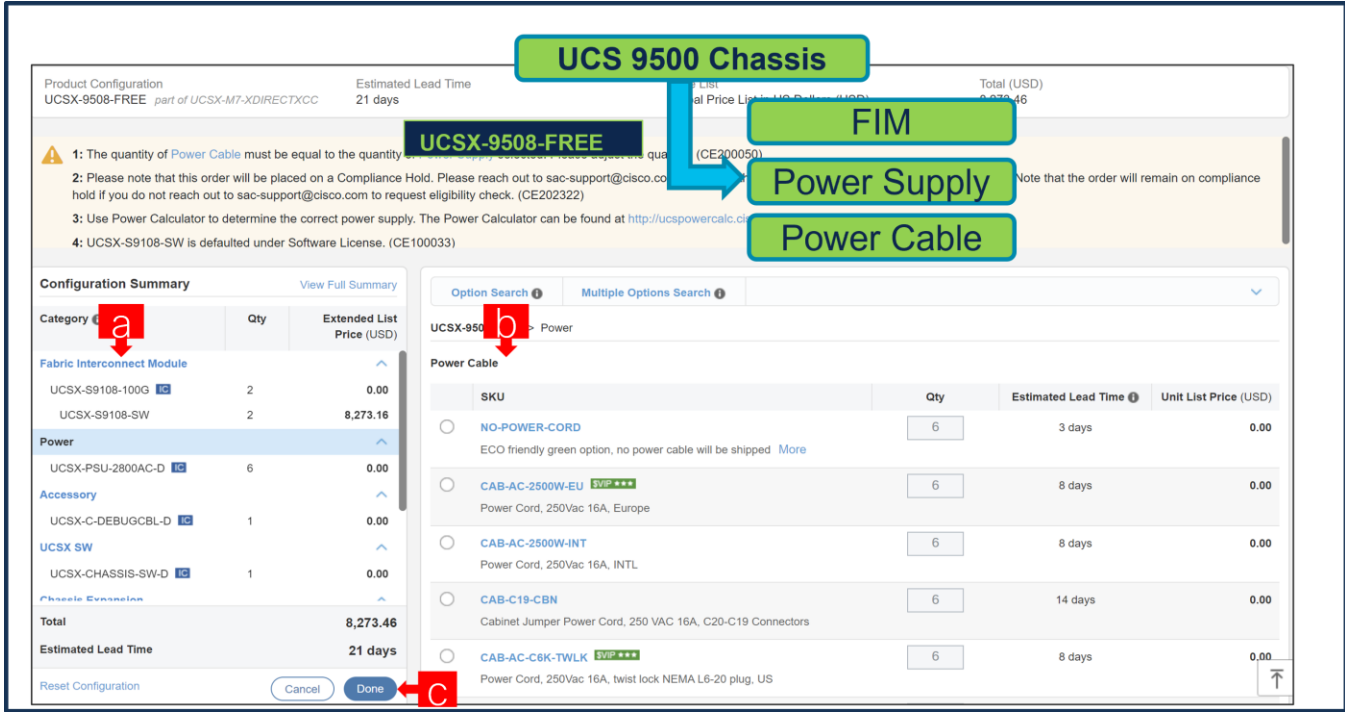 UCS 9500 Chassis
Product Configuration
UCSX-9508-FREE part of UCSX-M7-XDIRECTXCC
Estimated Lead Time
21 days
List
Price List
Total (USD)
46
FIM
Power Supply
Power Cable
UCSX-9508-FREE
1: The quantity of Power Cable must be equal to the quantity (CE200050)
2: Please note that this order will be placed on a Compliance Hold. Please reach out to sac-support@cisco.co Note that the order will remain on compliance
hold if you do not reach out to sac-support@cisco.com to request eligibility check. (CE202322)
3: Use Power Calculator to determine the correct power supply. The Power Calculator can be found at http://ucspowercalc.ci
4: UCSX-S9108-SW is defaulted under Software License. (CE100033)
Configuration Summary
View Full Summary
Category
Qty
Extended List
Price (USD)
a
Fabric Interconnect Module
UCSX-S9108-100G IC 2 0.00
UCSX-S9108-SW 2 8,273.16
Power
UCSX-PSU-2800AC-D IC 6 0.00
Accessory
UCSX-C-DEBUGCBL-D IC 1 0.00
UCSX SW
UCSX-CHASSIS-SW-D IC 1 0.00
Chassis Expansion
Total 8,273.46
Estimated Lead Time 21 days
Reset Configuration
Cancel
Done
C
Option Search
Multiple Options Search
UCSX-950 > Power
b
Power Cable
SKU Qty Estimated Lead Time Unit List Price (USD)
NO-POWER-CORD 6 3 days 0.00
ECO friendly green option, no power cable will be shipped More
CAB-AC-2500W-EU $VIP ★★★ 6 8 days 0.00
Power Cord, 250Vac 16A, Europe
CAB-AC-2500W-INT 6 8 days 0.00
Power Cord, 250Vac 16A, INTL
CAB-C19-CBN 6 14 days 0.00
Cabinet Jumper Power Cord, 250 VAC 16A, C20-C19 Connectors
CAB-AC-C6K-TWLK $VIP ★★★ 6 8 days 0.00
Power Cord, 250Vac 16A, twist lock NEMA L6-20 plug, US